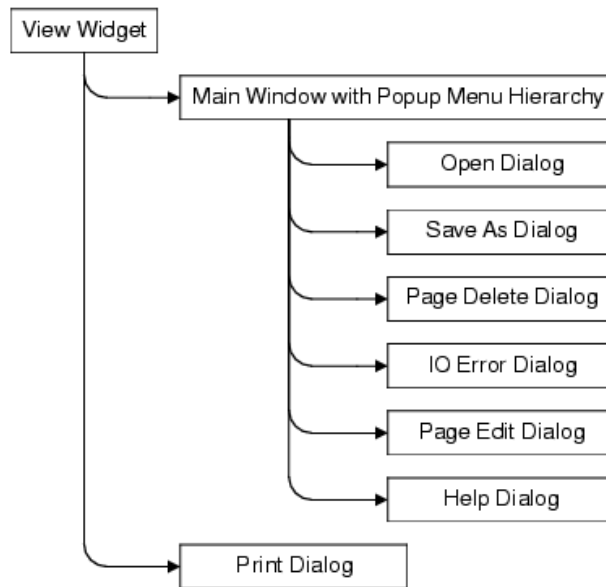 View Widget
Main Window with Popup Menu Hierarchy
Open Dialog
Save As Dialog
Page Delete Dialog
IO Error Dialog
Page Edit Dialog
Help Dialog
Print Dialog